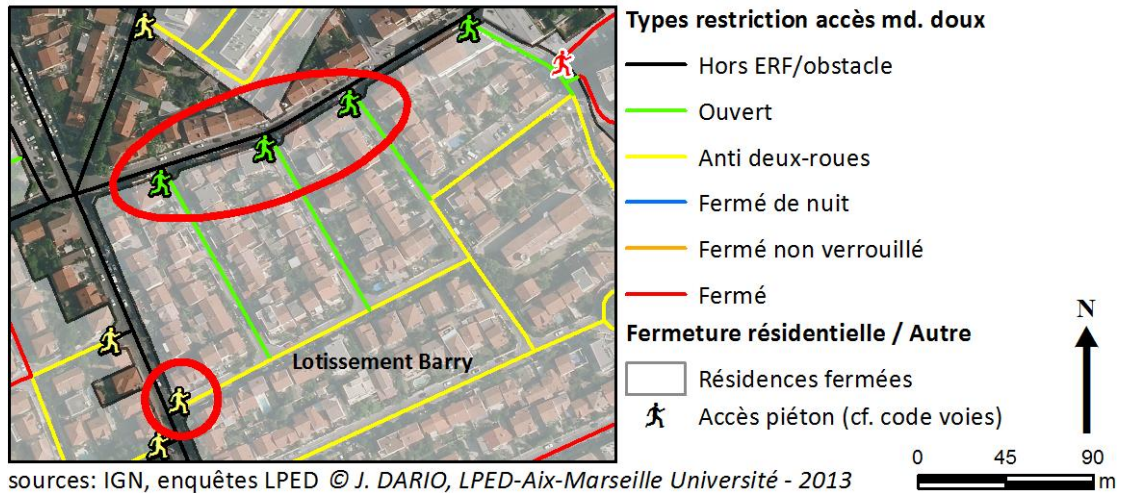 Types restriction accès md. doux
Hors ERF/obstacle
Ouvert
Anti deux-roues
Fermé de nuit
Fermé non verrouillé
Fermé
Fermeture résidentielle / Autre
Résidences fermées
Accès piéton (cf. code voies)
N
Lotissement Barry
0 45 90
m
sources: IGN, enquêtes LPED © J. DARIO, LPED-Aix-Marseille Université - 2013